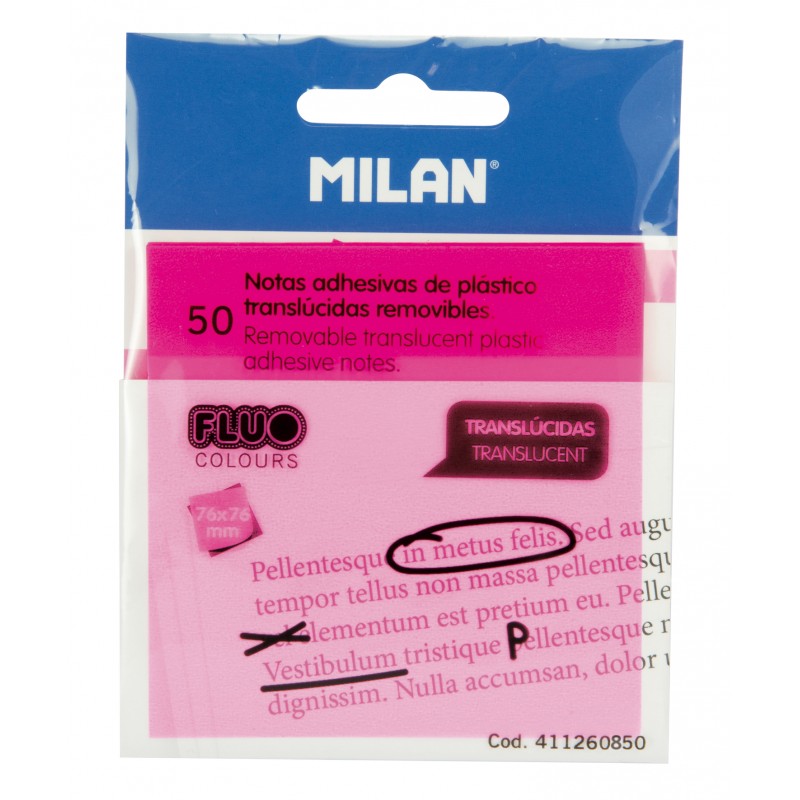 MILAN®
Notas adhesivas de plástico
translúcidas removibles.
50
Removable translucent plastic
adhesive notes.
FLUO
COLOURS
TRANSLÚCIDAS
TRANSLUCENT
76x76
mm
Pellentesqu in metus felis. Sed augu
tempor tellus non massa pellentesqu
el elementum est pretium eu. Pelle
Vestibulum tristique Pellentesque
dignissim. Nulla accumsan, dolor
Cod. 411260850